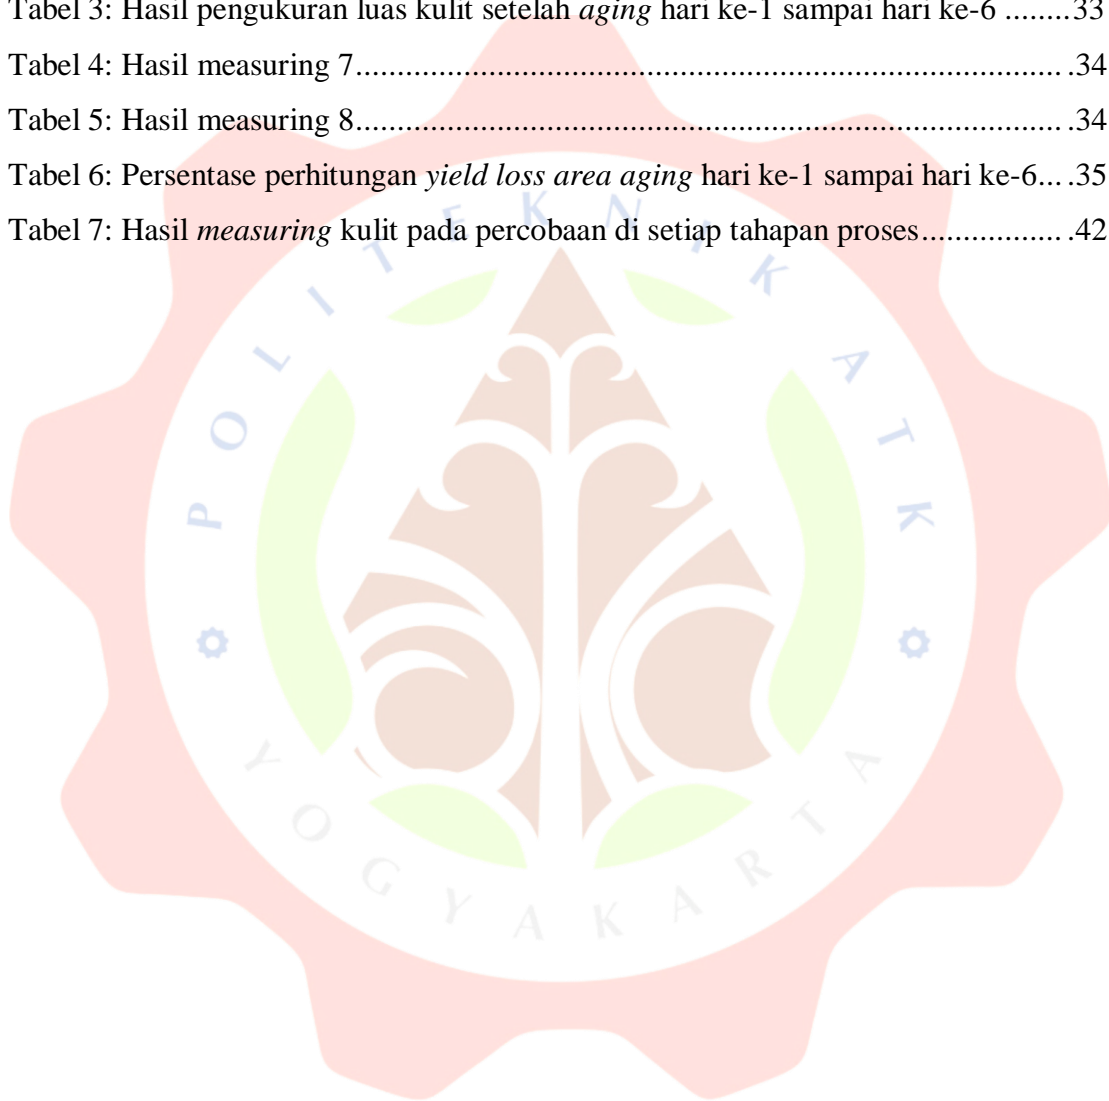 Tabel 3: Hasil pengukuran luas kulit setelah aging hari ke-1 sampai hari ke-6 ........33
Tabel 4: Hasil measuring 7..................................................................................... .34
Tabel 5: Hasil measuring 8..................................................................................... .34
Tabel 6: Persentase perhitungan yield loss area aging hari ke-1 sampai hari ke-6... .35
Tabel 7: Hasil measuring kulit pada percobaan di setiap tahapan proses.................. .42
POLITEKNIK ATK
YOGYAKARTA